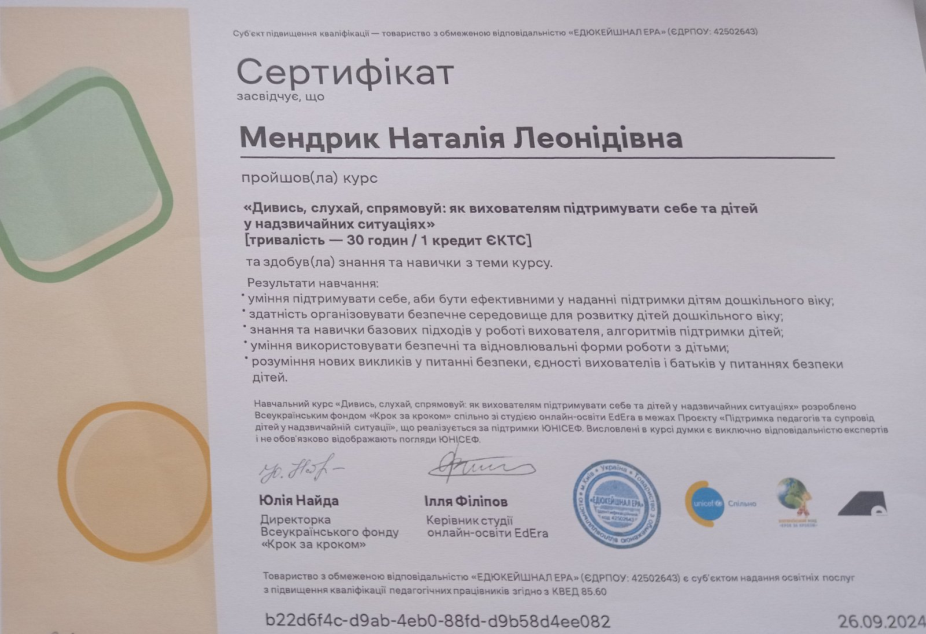 Суб'єкт підвищення кваліфікації — товариство з обмеженою відповідальністю «ЕДЮКЕЙШНАЛ ЕРА» (ЄДРПОУ: 42502643)
Сертифікат
засвідчує, що
Мендрик Наталія Леонідівна
пройшов(ла) курс
«Дивись, слухай, спрямовуй: як вихователям підтримувати себе та дітей
у надзвичайних ситуаціях»
[тривалість — 30 годин / 1 кредит ЄКТС]
та здобув(ла) знання та навички з теми курсу.
Результати навчання:
• уміння підтримувати себе, аби бути ефективними у наданні підтримки дітям дошкільного віку;
• здатність організовувати безпечне середовище для розвитку дітей дошкільного віку;
• знання та навички базових підходів у роботі вихователя, алгоритмів підтримки дітей;
• уміння використовувати безпечні та відновлювальні форми роботи з дітьми;
• розуміння нових викликів у питанні безпеки, єдності вихователів і батьків у питаннях безпеки
дітей.
Навчальний курс «Дивись, слухай, спрямовуй: як вихователям підтримувати себе та дітей у надзвичайних ситуаціях» розроблено
Всеукраїнським фондом «Крок за кроком» спільно зі студією онлайн-освіти EdEra в межах Проєкту «Підтримка педагогів та супровід
дітей у надзвичайній ситуації», що реалізується за підтримки ЮНІСЕФ. Висловлені в курсі думки є виключно відповідальністю експертів
і не обов'язково відображають погляди ЮНІСЕФ.
Юлія Найда
Директорка
Всеукраїнського фонду
«Крок за кроком»
Ілля Філіпов
Керівник студії
онлайн-освіти EdEra
«ЕДЮКЕЙШНАЛ ЕРА»
unicef
Спільно
Товариство з обмеженою відповідальністю «ЕДЮКЕЙШНАЛ ЕРА» (ЄДРПОУ: 42502643) є суб'єктом надання освітніх послуг
з підвищення кваліфікації педагогічних працівників згідно з КВЕД 85.60
b22d6f4c-d9ab-4eb0-88fd-d9b58d4ee082
26.09.2024